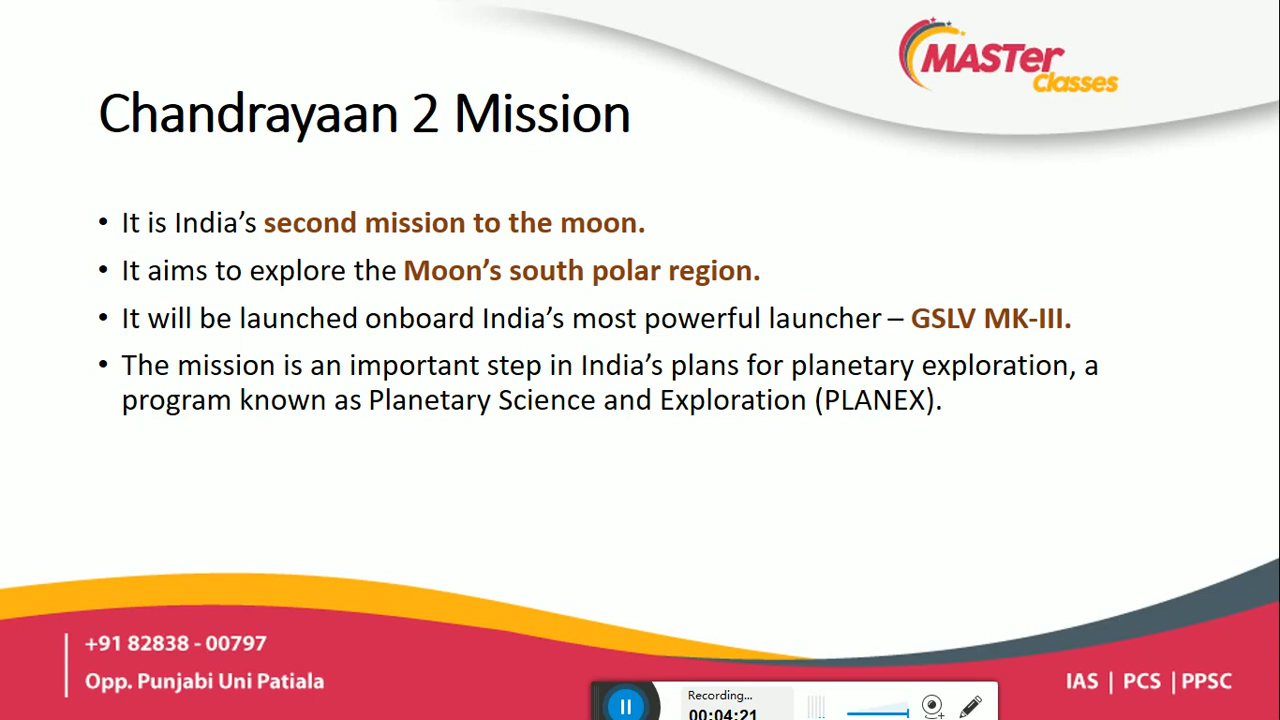 MASTer
Classes
Chandrayaan 2 Mission
• It is India’s second mission to the moon.
• It aims to explore the Moon’s south polar region.
• It will be launched onboard India’s most powerful launcher – GSLV MK-III.
• The mission is an important step in India’s plans for planetary exploration, a
program known as Planetary Science and Exploration (PLANEX).
+91 82838 - 00797
Opp. Punjabi Uni Patiala
IAS | PCS | PPSC
Recording...
00:04:21